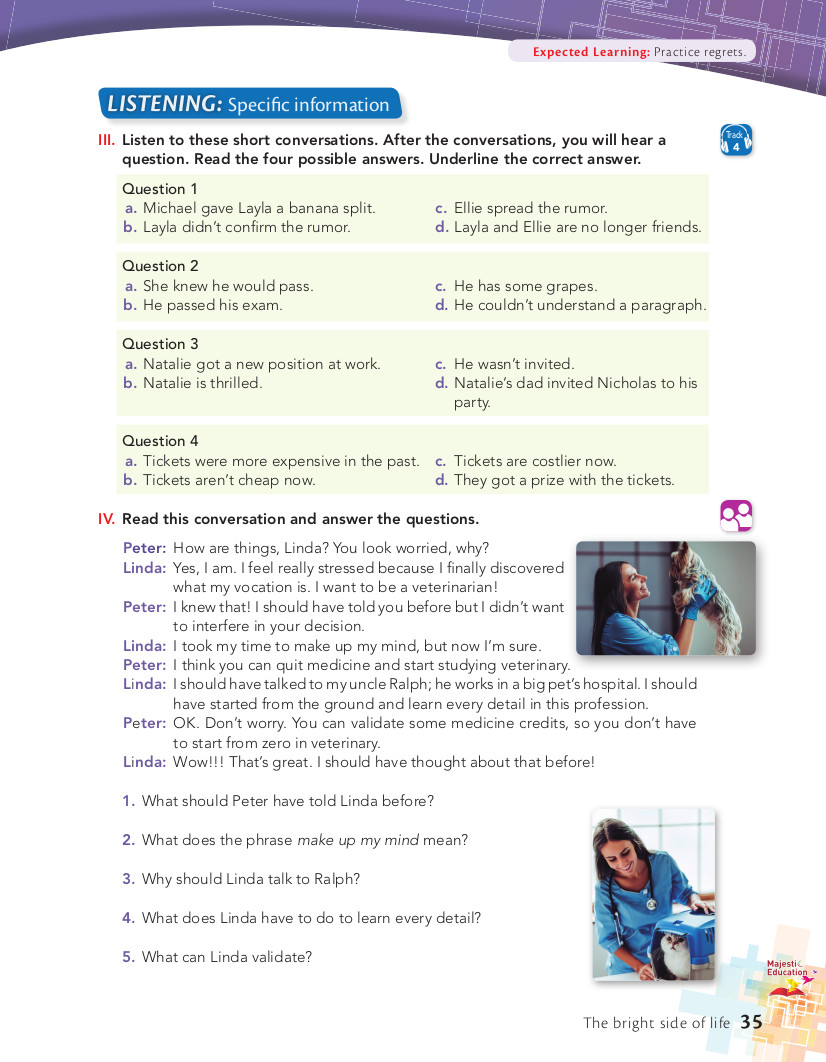 Expected Learning: Practice regrets.
LISTENING: Specific information
III. Listen to these short conversations. After the conversations, you will hear a
question. Read the four possible answers. Underline the correct answer.
Track
4
Question 1
a. Michael gave Layla a banana split.
b. Layla didn't confirm the rumor.
c. Ellie spread the rumor.
d. Layla and Ellie are no longer friends.
Question 2
a. She knew he would pass.
b. He passed his exam.
c. He has some grapes.
d. He couldn't understand a paragraph.
Question 3
a. Natalie got a new position at work.
b. Natalie is thrilled.
c. He wasn't invited.
d. Natalie's dad invited Nicholas to his
party.
Question 4
a. Tickets were more expensive in the past.
b. Tickets aren't cheap now.
c. Tickets are costlier now.
d. They got a prize with the tickets.
IV. Read this conversation and answer the questions.
Peter: How are things, Linda? You look worried, why?
Linda: Yes, I am. I feel really stressed because I finally discovered
what my vocation is. I want to be a veterinarian!
Peter: I knew that! I should have told you before but I didn't want
to interfere in your decision.
Linda: I took my time to make up my mind, but now I'm sure.
Peter: I think you can quit medicine and start studying veterinary.
Linda: I should have talked to my uncle Ralph; he works in a big pet's hospital. I should
have started from the ground and learn every detail in this profession.
Peter: OK. Don't worry. You can validate some medicine credits, so you don't have
to start from zero in veterinary.
Linda: Wow!!! That's great. I should have thought about that before!
1. What should Peter have told Linda before?
2. What does the phrase make up my mind mean?
3. Why should Linda talk to Ralph?
4. What does Linda have to do to learn every detail?
5. What can Linda validate?
Majestic
Education
The bright side of life 35